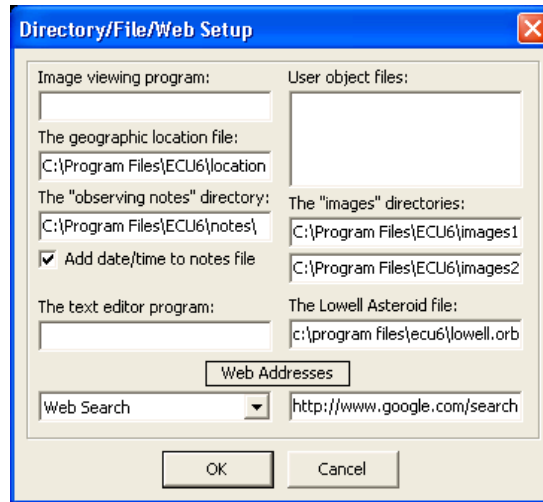 Directory/File/Web Setup
Image viewing program:
User object files:
The geographic location file:
C:\Program Files\ECU6\location
The "observing notes" directory:
C:\Program Files\ECU6\notes\
The "images" directories:
C:\Program Files\ECU6\images1
Add date/time to notes file
C:\Program Files\ECU6\images2
The text editor program:
The Lowell Asteroid file:
c:\program files\ecu6\lowell.orb
Web Addresses
Web Search
http://www.google.com/search
OK
Cancel